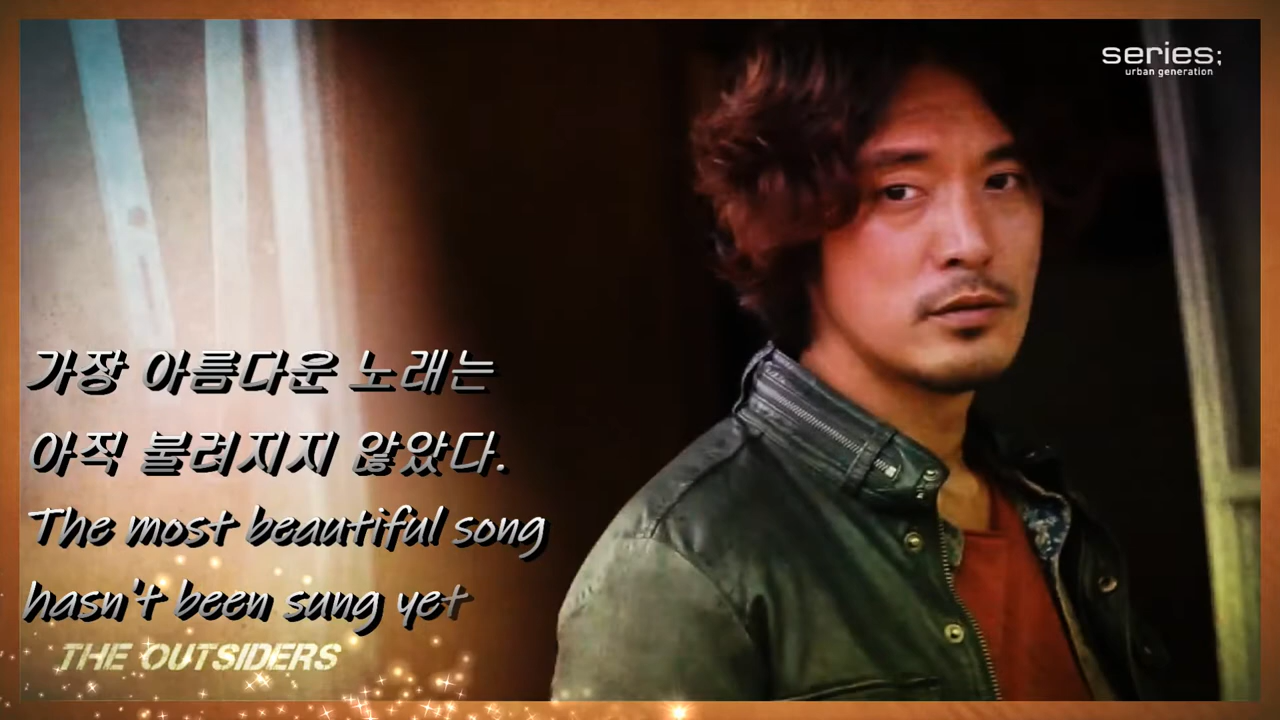 series;
urban generation
가장 아름다운 노래는
아직 불려지지 않았다.
The most beautiful song
hasn't been sung yet
THE OUTSIDERS